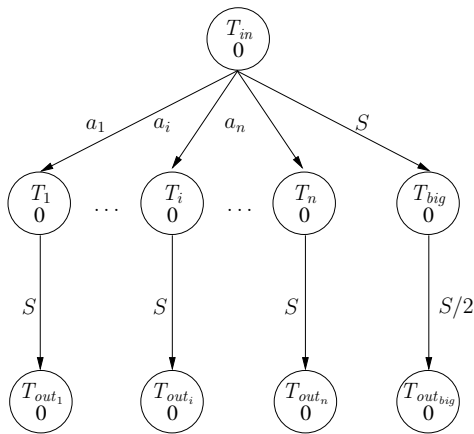 T_in
0
a_1 a_i a_n S
T_1 T_i T_n T_big
0 ... 0 ... 0 0
S S S S/2
T_out_1 T_out_i T_out_n T_out_big
0 0 0 0